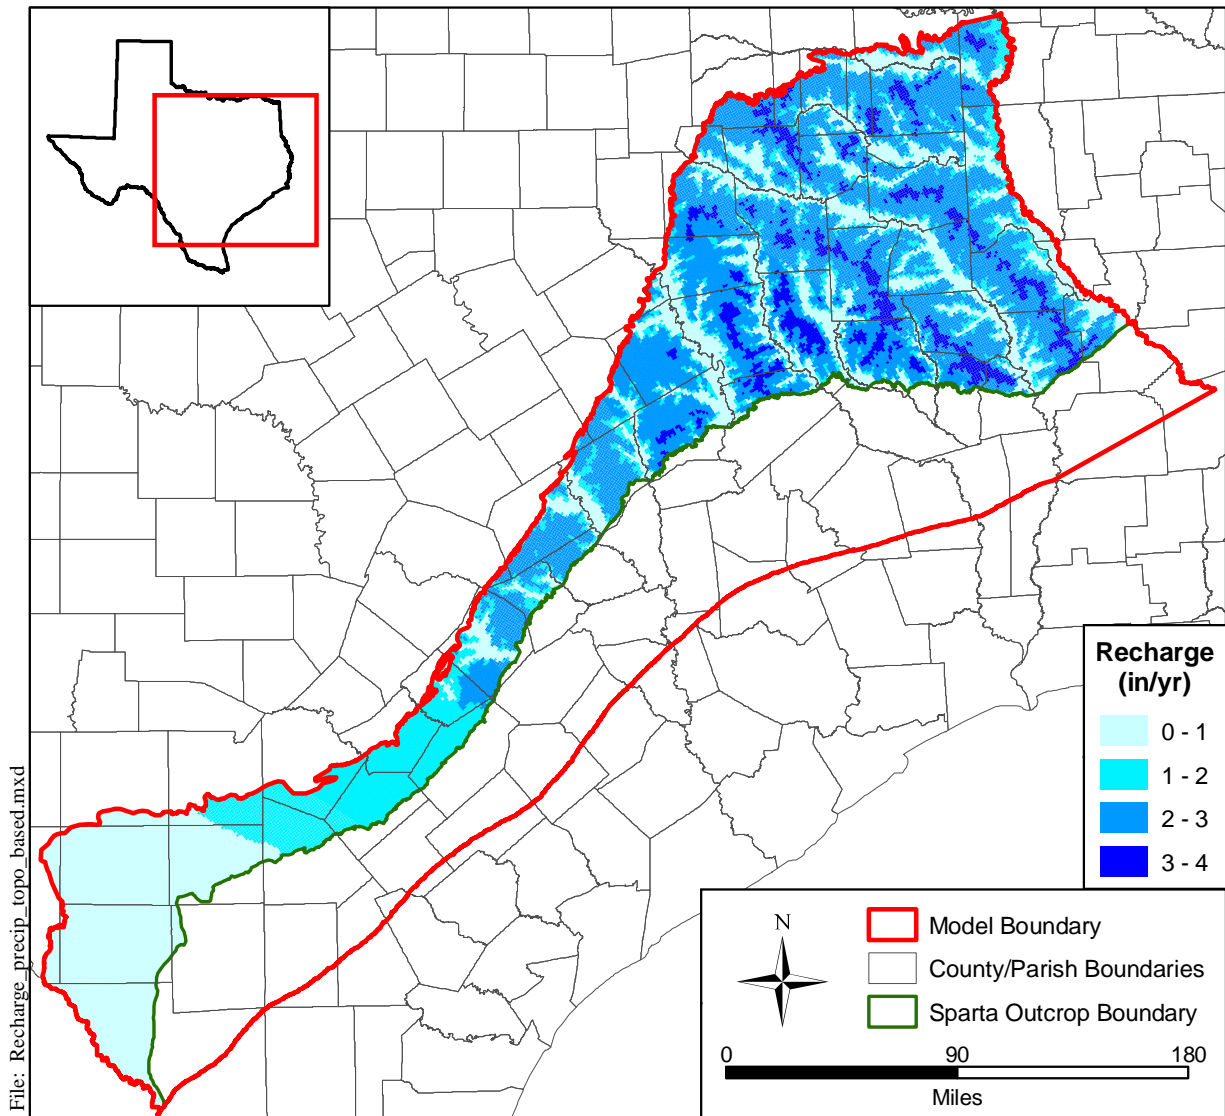 File: Recharge_precip_topo_based.mxd
Recharge
(in/yr)
0 - 1
1 - 2
2 - 3
3 - 4
N
Model Boundary
County/Parish Boundaries
Sparta Outcrop Boundary
0 90 180
Miles